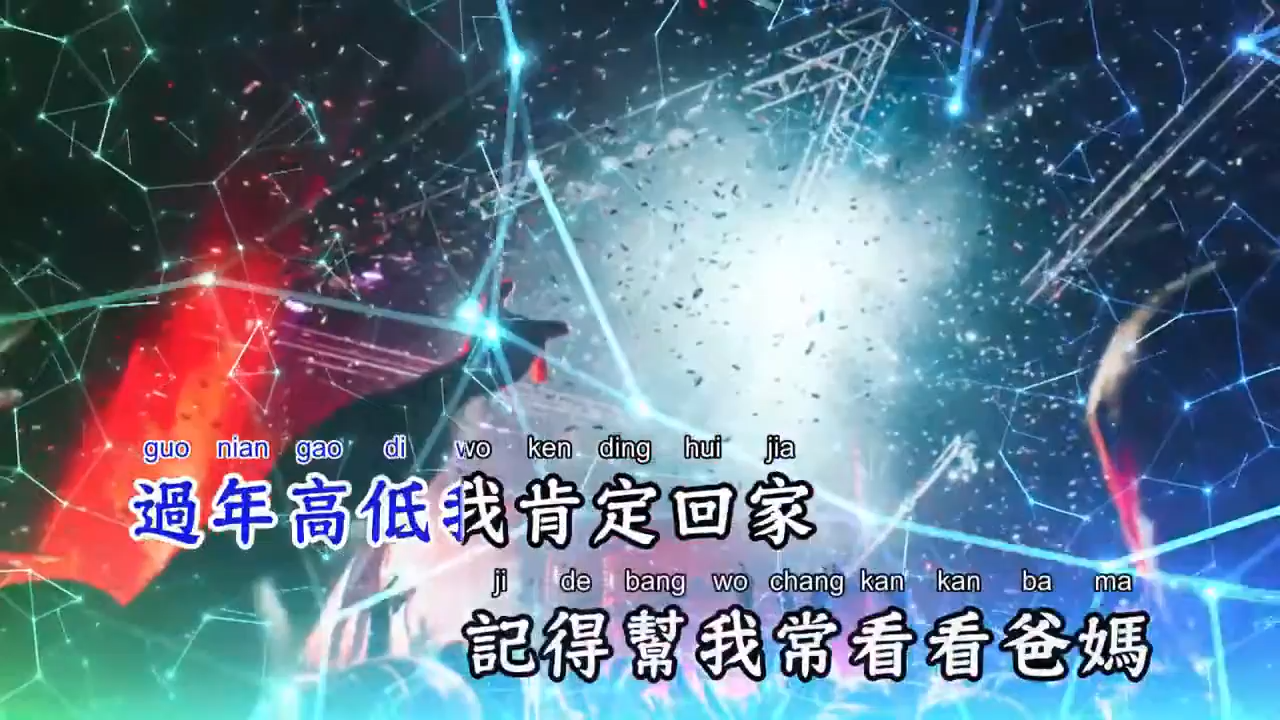 guo nian gao di wo ken ding hui jia
過年高低我肯定回家
ji de bang wo chang kan kan ba ma
記得幫我常看看爸媽